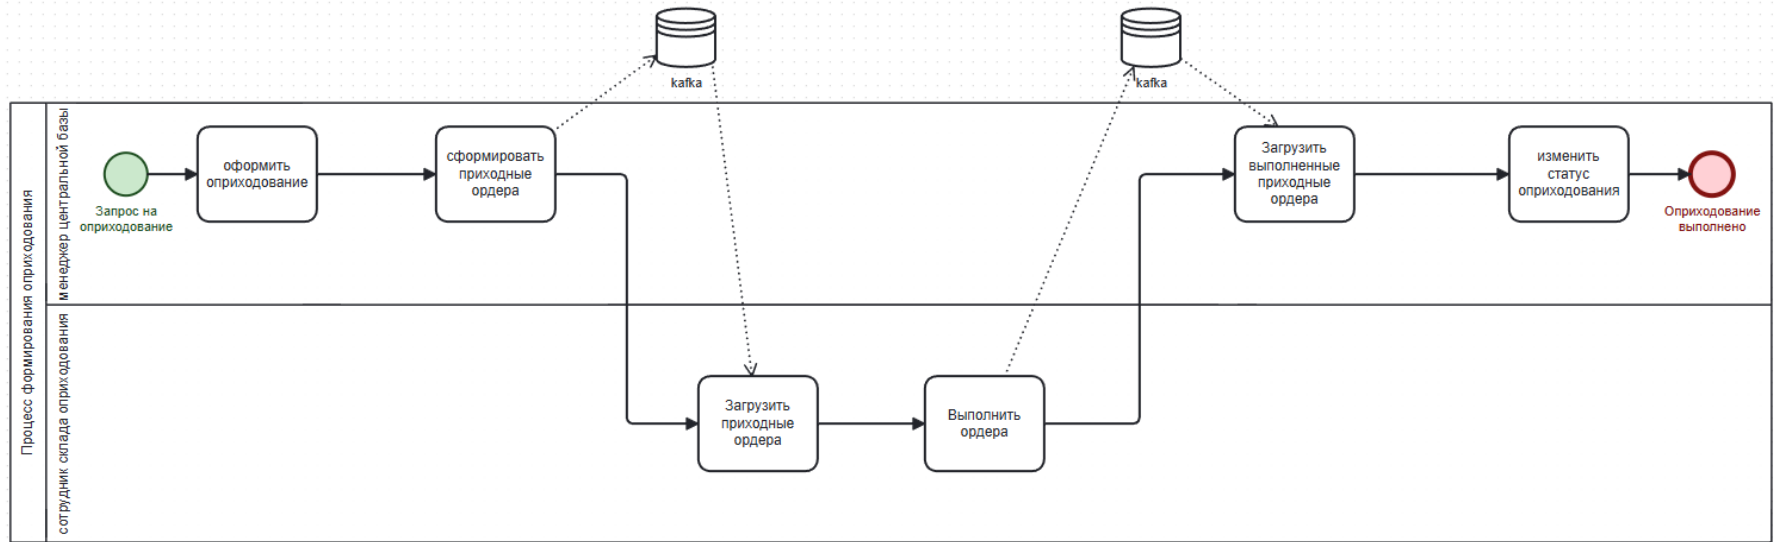 kafka
kafka
Процесс формирования оприходования
менеджер центральной базы
Запрос на
оприходование
оформить
оприходование
сформировать
приходные
ордера
Загрузить
выполненные
приходные
ордера
изменить
статус
оприходования
Оприходование
выполнено
сотрудник склада оприходования
Загрузить
приходные
ордера
Выполнить
ордера